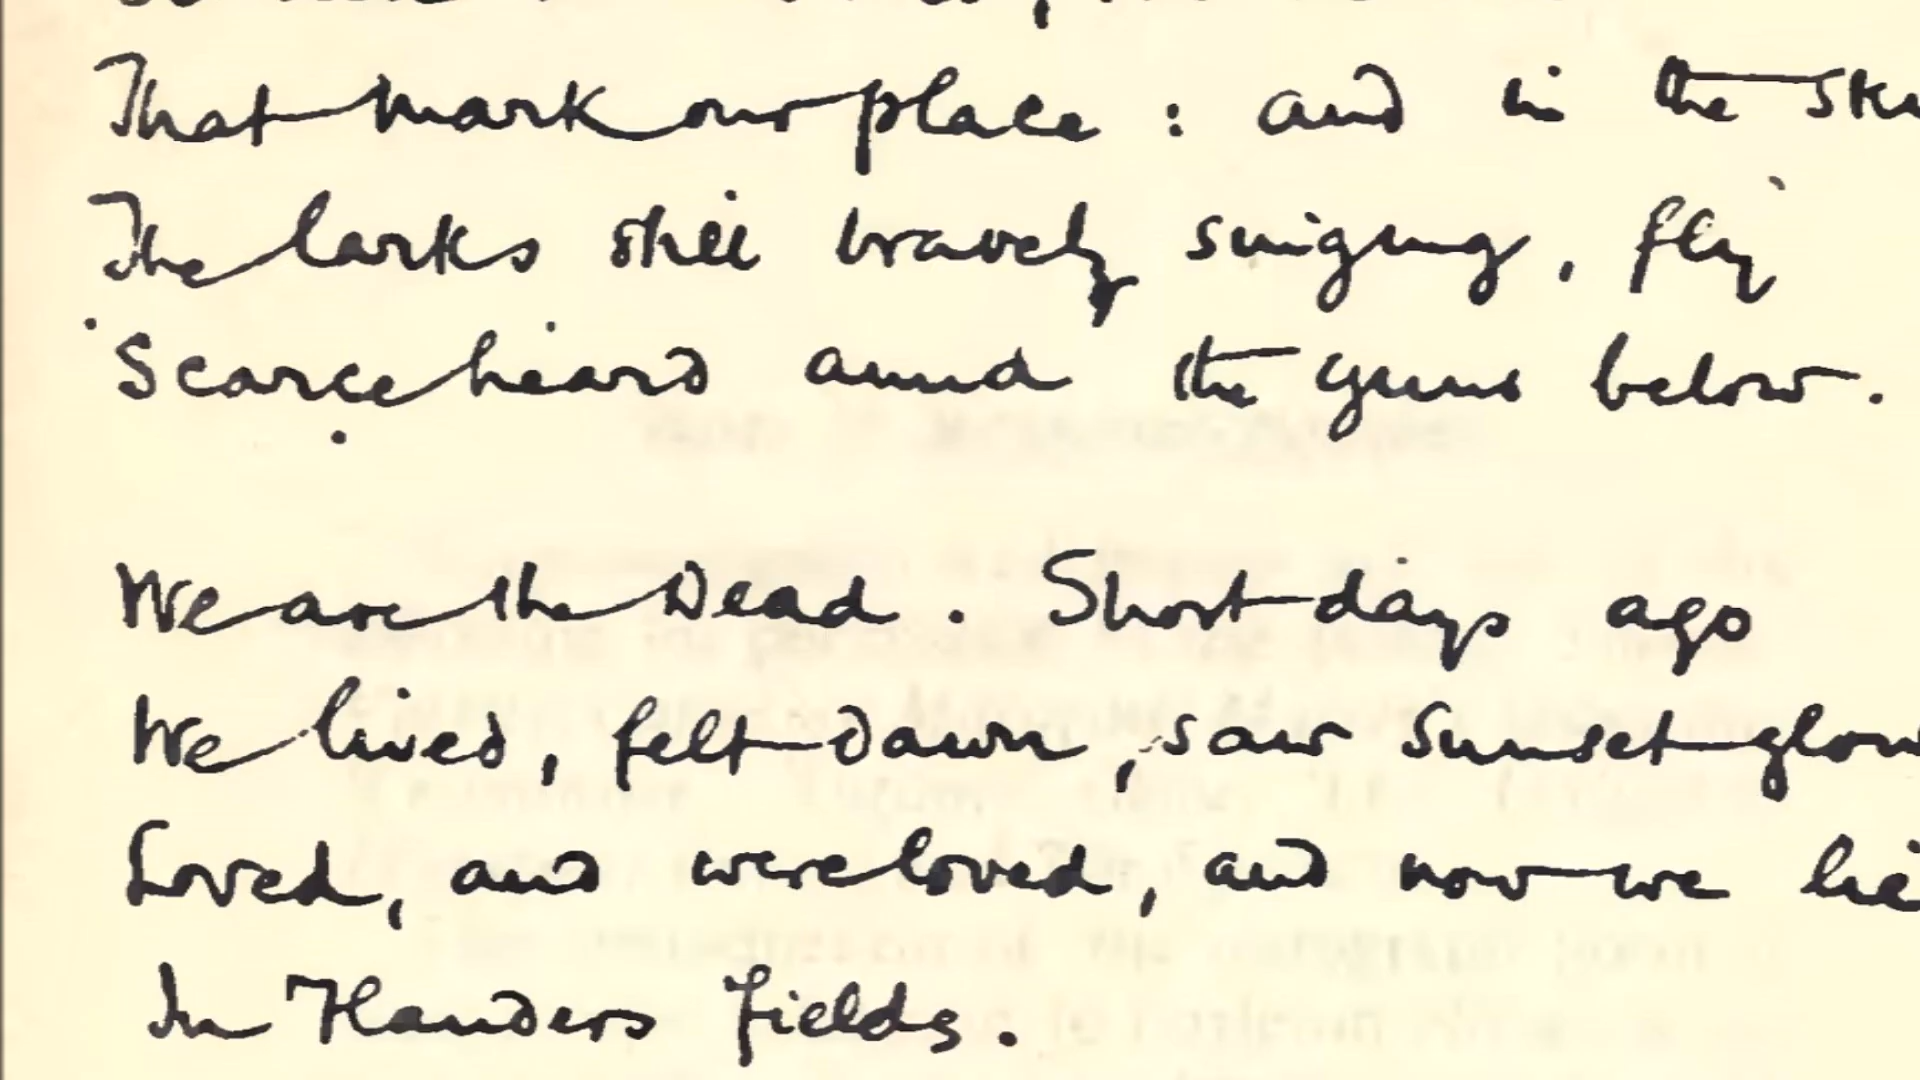 That mark our place : and in the sky
The larks still bravely singing, fly
Scarce heard amid the guns below.
We are the Dead. Short days ago
We lived, felt dawn, saw sunset glow
Loved, and were loved, and now we lie
In Flanders fields.